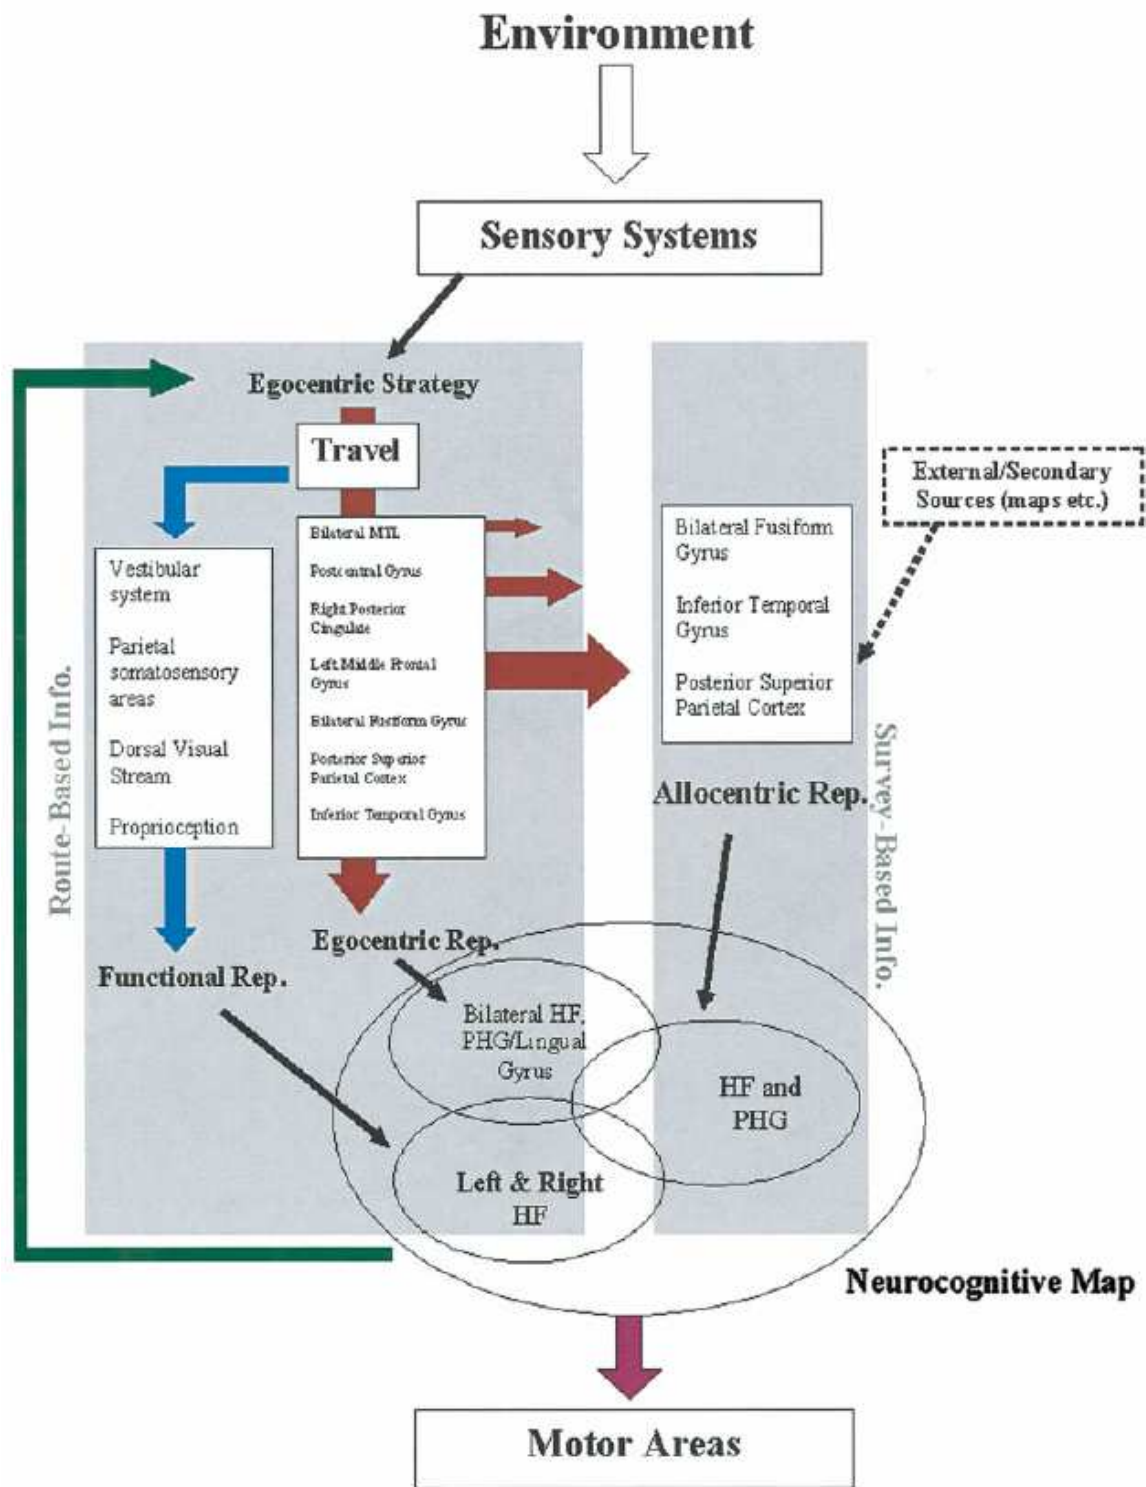 Environment
Sensory Systems
Egocentric Strategy
Travel
External/Secondary
Sources (maps etc.)
Route-Based Info.
Vestibular
system
Parietal
somatosensory
areas
Dorsal Visual
Stream
Proprioception
Bilateral MTL
Postcentral Gyrus
Right Posterior
Cingulate
Left Middle Frontal
Gyrus
Bilateral Fusiform Gyrus
Posterior Superior
Parietal Cortex
Inferior Temporal Gyrus
Bilateral Fusiform
Gyrus
Inferior Temporal
Gyrus
Posterior Superior
Parietal Cortex
Survey-Based Info.
Allocentric Rep.
Egocentric Rep.
Functional Rep.
Bilateral HF,
PHG/Lingual
Gyrus
HF and
PHG
Left & Right
HF
Neurocognitive Map
Motor Areas